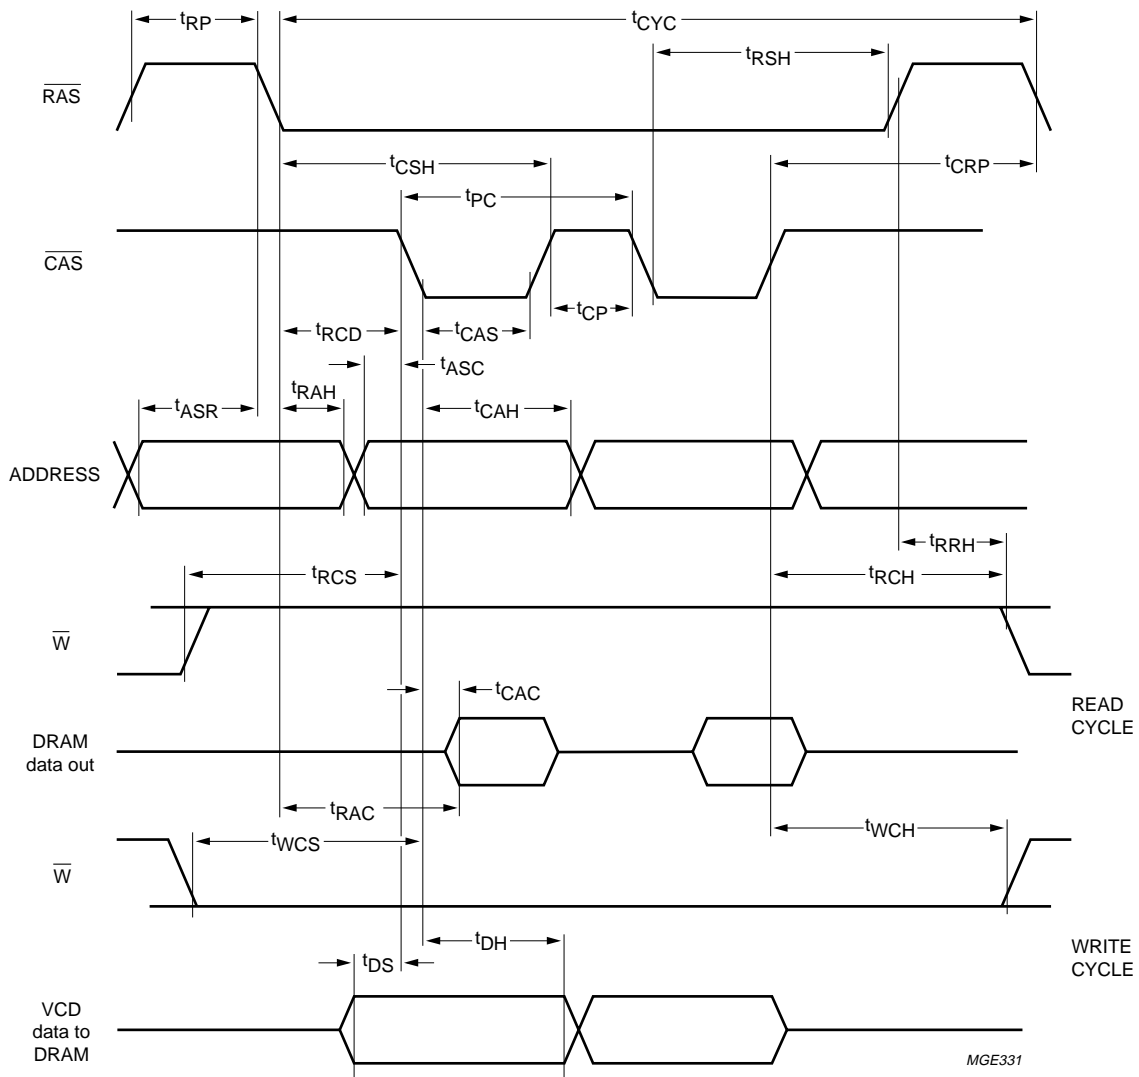 tRP
tCYC
tRSH
RAS
tCSH
tCRP
tPC
CAS
tCP
tRCD
tCAS
tASC
tRAH
tASR
tCAH
ADDRESS
tRRH
tRCS
tRCH
W
tCAC
READ
CYCLE
DRAM
data out
tRAC
tWCS
tWCH
W
tDH
WRITE
CYCLE
tDS
VCD
data to
DRAM
MGE331